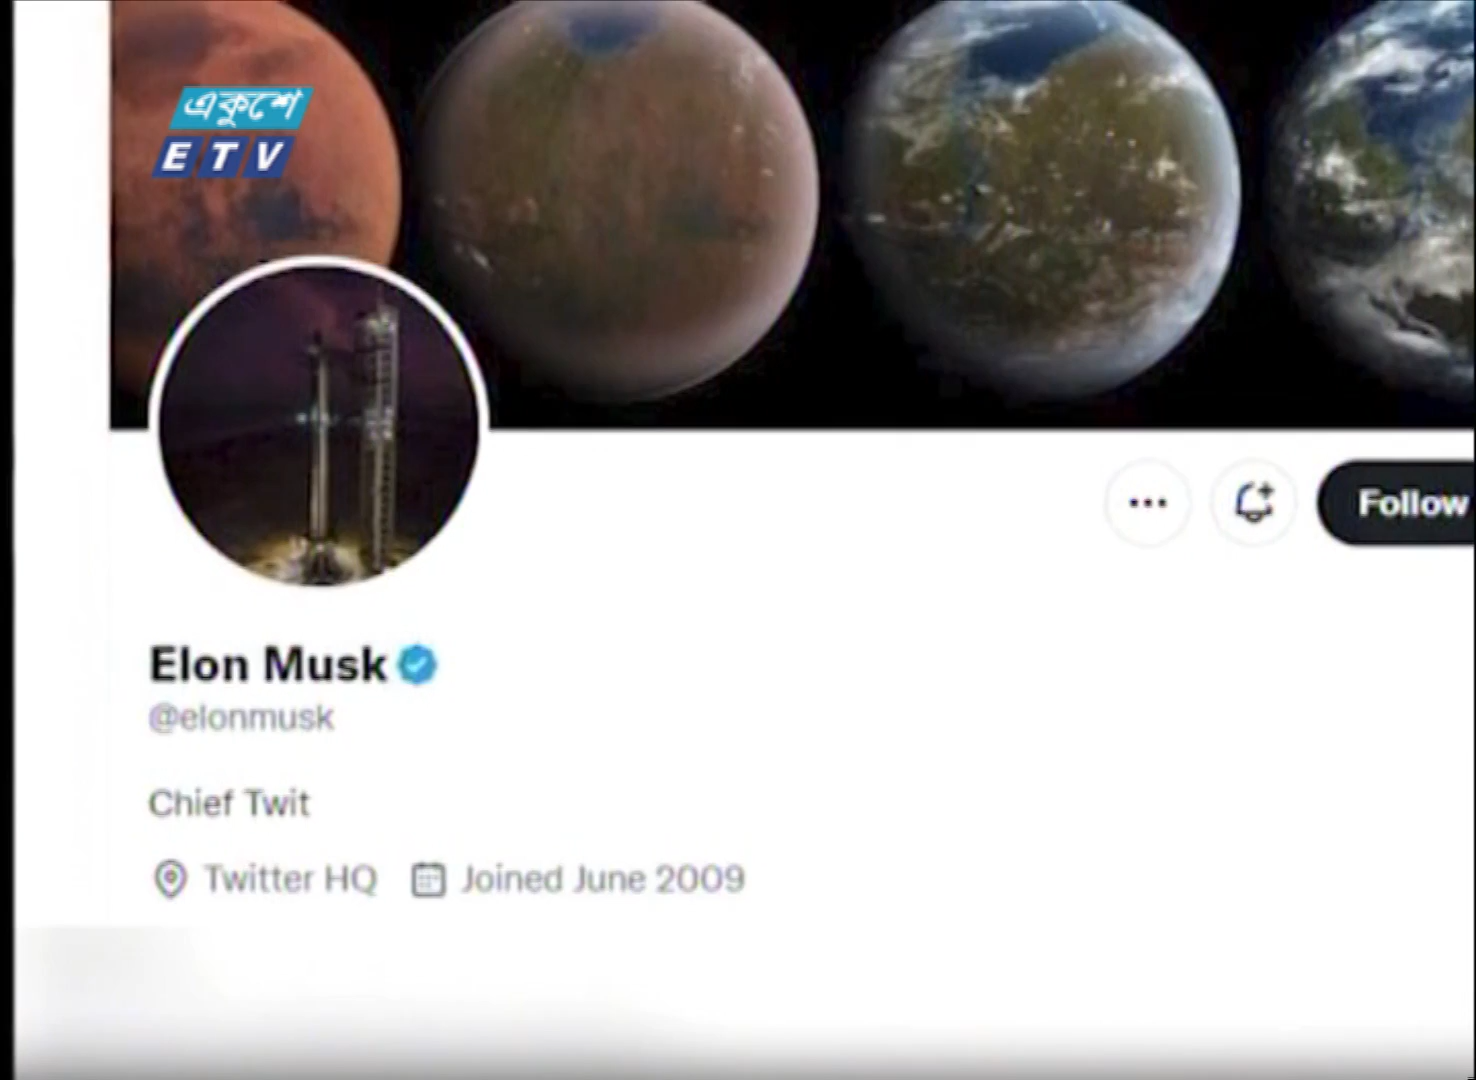 একুশে
ETV
Follow
Elon Musk
@elonmusk
Chief Twit
Twitter HQ Joined June 2009